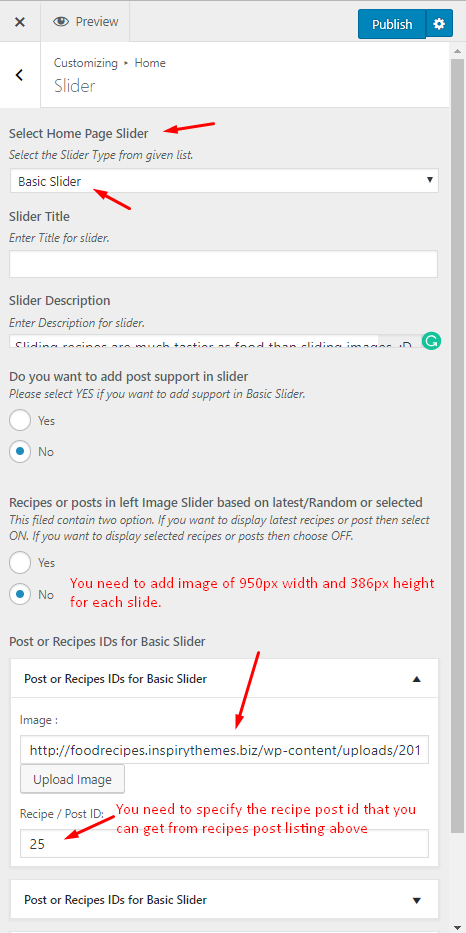 Preview
Publish
Customizing ▸ Home
Slider
Select Home Page Slider
Select the Slider Type from given list.
Basic Slider
Slider Title
Enter Title for slider.
Slider Description
Enter Description for slider.
Sliding recipes are much tastier as food than sliding images. :D
Do you want to add post support in slider
Please select YES if you want to add support in Basic Slider.
Yes
No
Recipes or posts in left Image Slider based on latest/Random or selected
This filed contain two option. If you want to display latest recipes or post then select
ON. If you want to display selected recipes or posts then choose OFF.
Yes
No
You need to add image of 950px width and 386px height
for each slide.
Post or Recipes IDs for Basic Slider
Post or Recipes IDs for Basic Slider
Image :
http://foodrecipes.inspirythemes.biz/wp-content/uploads/201
Upload Image
Recipe / Post ID:
You need to specify the recipe post id that you
can get from recipes post listing above
25
Post or Recipes IDs for Basic Slider